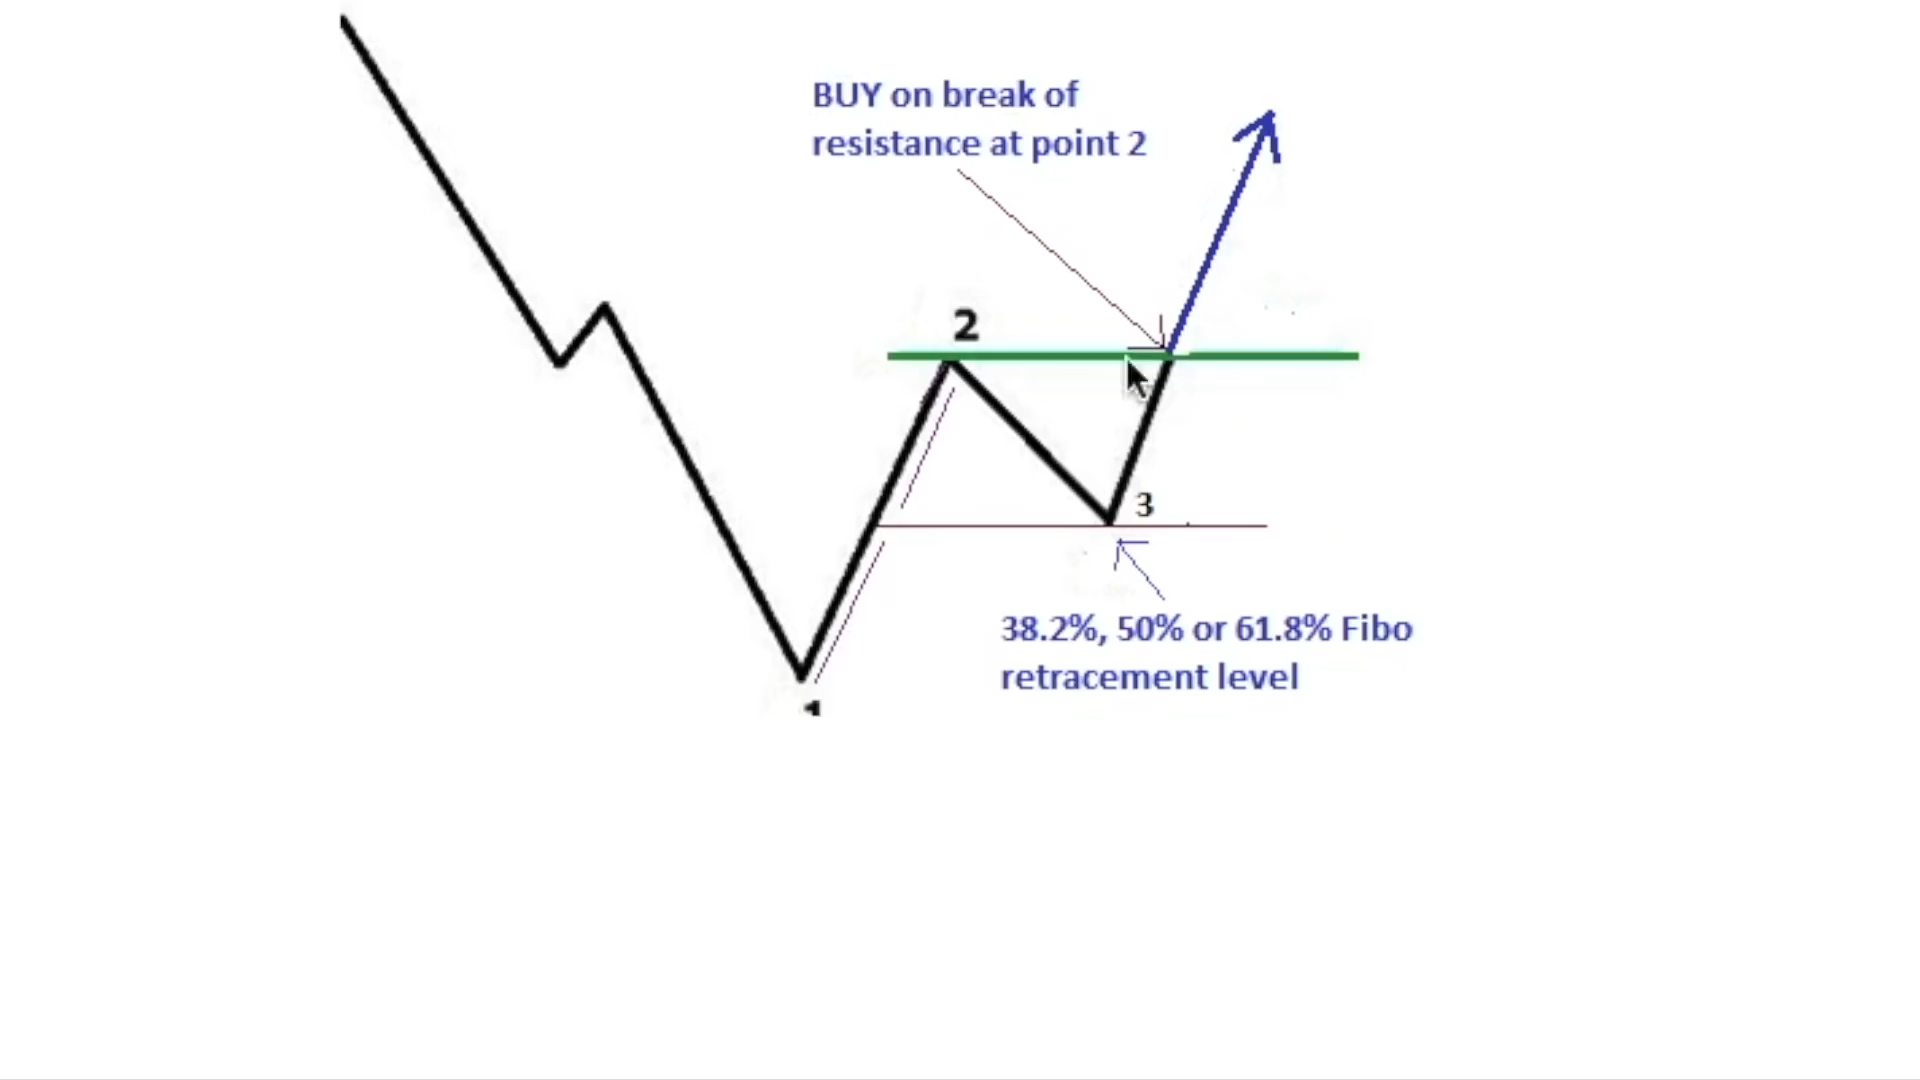 BUY on break of
resistance at point 2
2
3
38.2%, 50% or 61.8% Fibo
retracement level
1